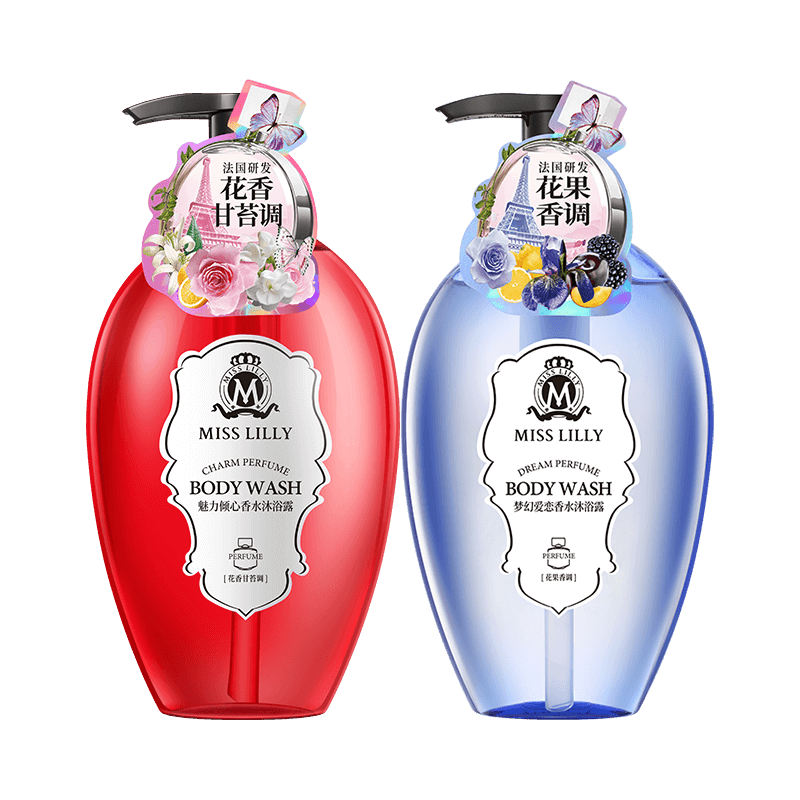 法国研发
花香
甘苔调
MISS LILLY
M
MISS LILLY
CHARM PERFUME
BODY WASH
魅力倾心香水沐浴露
PERFUME
[ 花香甘苔调 ]
法国研发
花果
香调
MISS LILLY
M
MISS LILLY
DREAM PERFUME
BODY WASH
梦幻爱恋香水沐浴露
PERFUME
[ 花果香调 ]